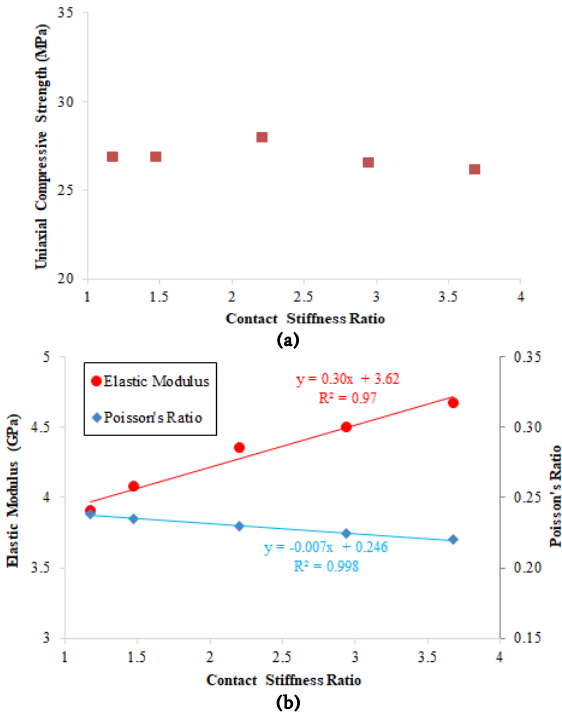 35
30
25
20
Uniaxial Compressive Strength (MPa)
1
1.5
2
2.5
3
3.5
4
Contact Stiffness Ratio
(a)
5
4.5
4
3.5
3
Elastic Modulus (GPa)
Elastic Modulus
Poisson's Ratio
y = 0.30x + 3.62
R² = 0.97
y = -0.007x + 0.246
R² = 0.998
0.35
0.30
0.25
0.20
0.15
Poisson's Ratio
1
1.5
2
2.5
3
3.5
4
Contact Stiffness Ratio
(b)